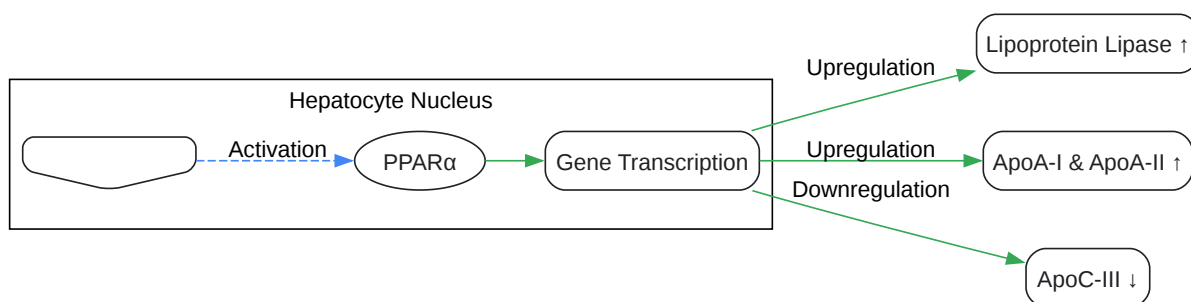 Lipoprotein Lipase ↑
Upregulation
Hepatocyte Nucleus
Activation
PPARα
Gene Transcription
Upregulation
ApoA-I & ApoA-II ↑
Downregulation
ApoC-III ↓